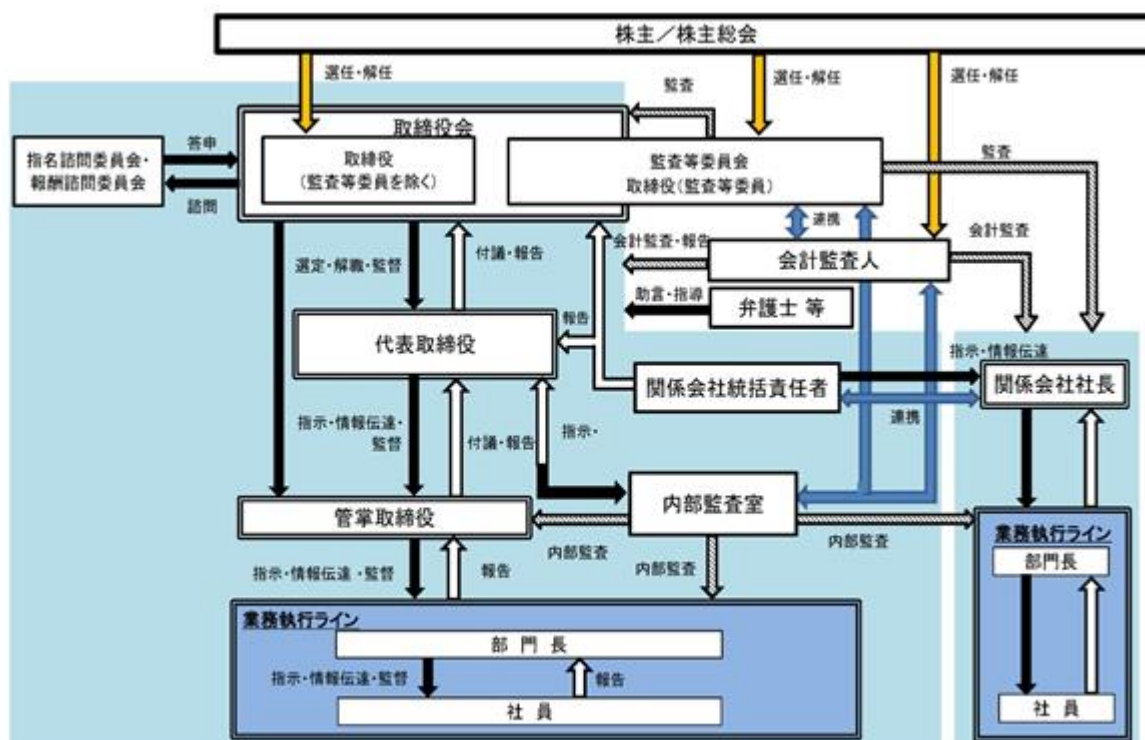 株主／株主総会
選任・解任
監査
選任・解任
選任・解任
取締役会
答申
指名諮問委員会・
報酬諮問委員会
諮問
取締役
（監査等委員を除く）
監査等委員会
取締役（監査等委員）
監査
連携
会計監査・報告
会計監査人
会計監査
選定・解職・監督
付議・報告
助言・指導
弁護士 等
代表取締役
報告
指示・情報伝達
関係会社統括責任者
関係会社社長
連携
指示・情報伝達・
監督
付議・報告
指示・
管掌取締役
内部監査室
内部監査
内部監査
内部監査
指示・情報伝達・監督
報告
業務執行ライン
部門長
業務執行ライン
部 門 長
指示・情報伝達・監督
報告
社 員
社 員